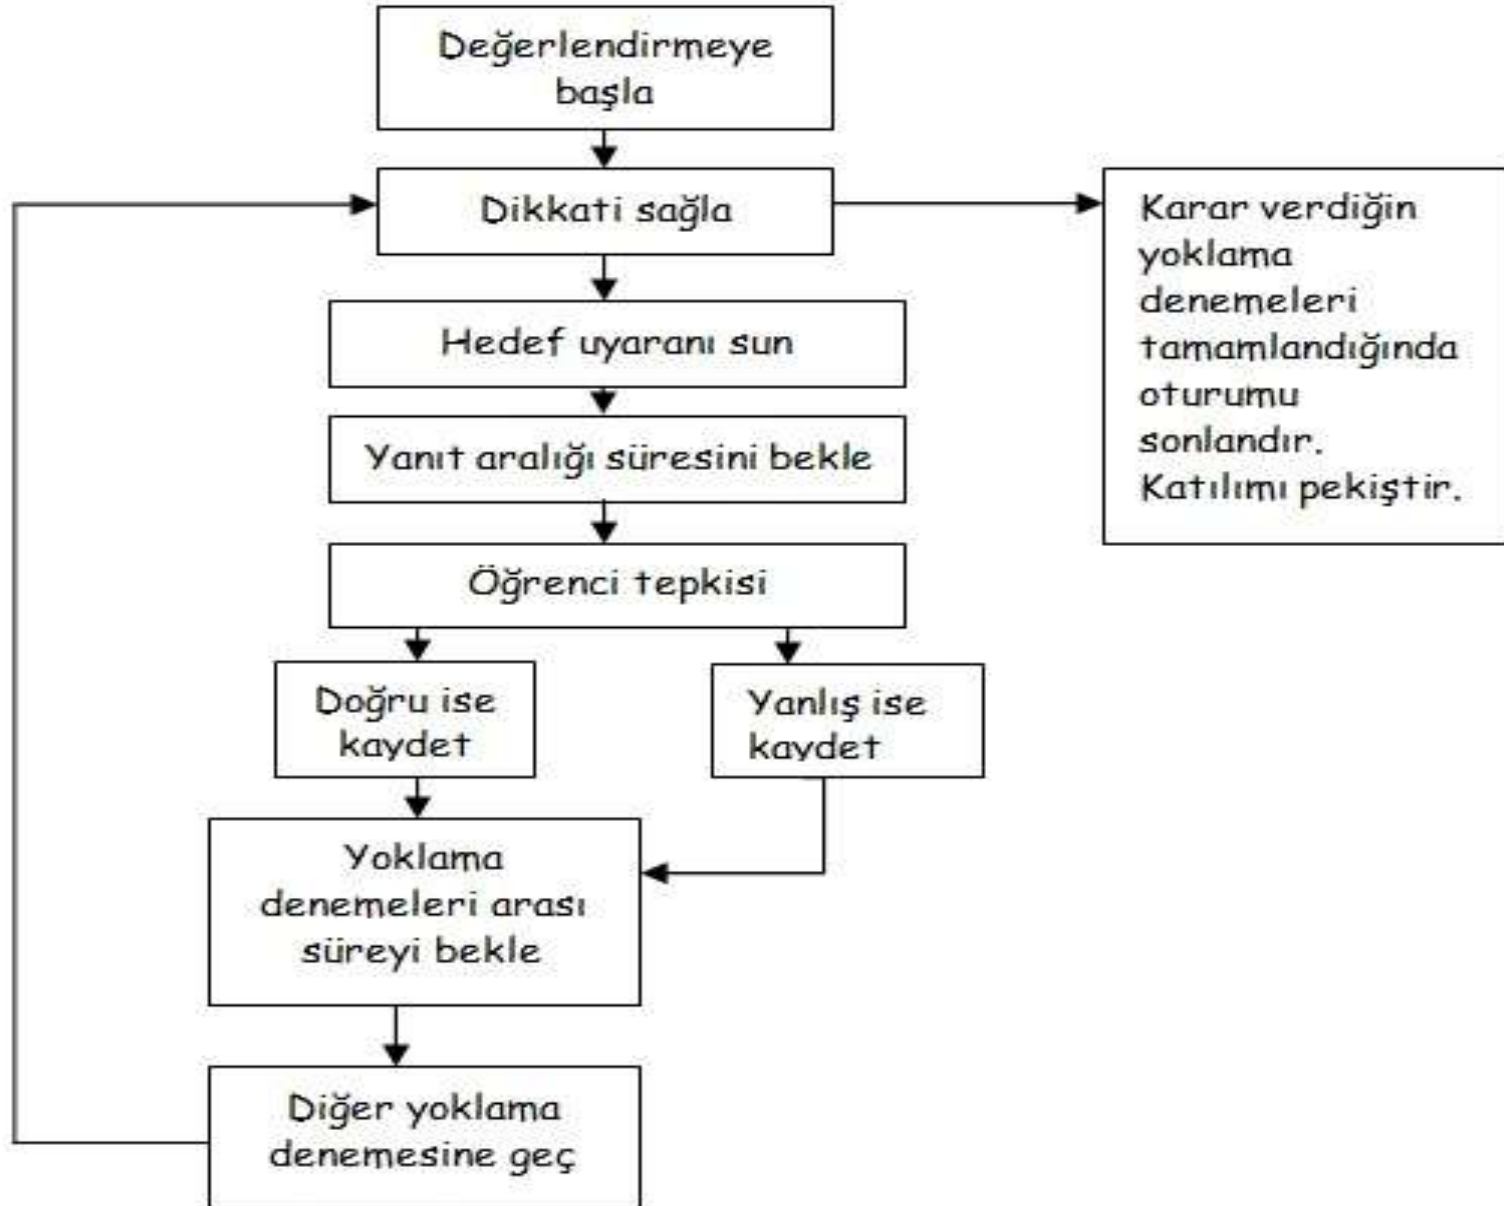 Değerlendirmeye
başla
Dikkati sağla
Karar verdiğin
yoklama
denemeleri
tamamlandığında
oturumu
sonlandır.
Katılımı pekiştir.
Hedef uyaranı sun
Yanıt aralığı süresini bekle
Öğrenci tepkisi
Doğru ise
kaydet
Yanlış ise
kaydet
Yoklama
denemeleri arası
süreyi bekle
Diğer yoklama
denemesine geç